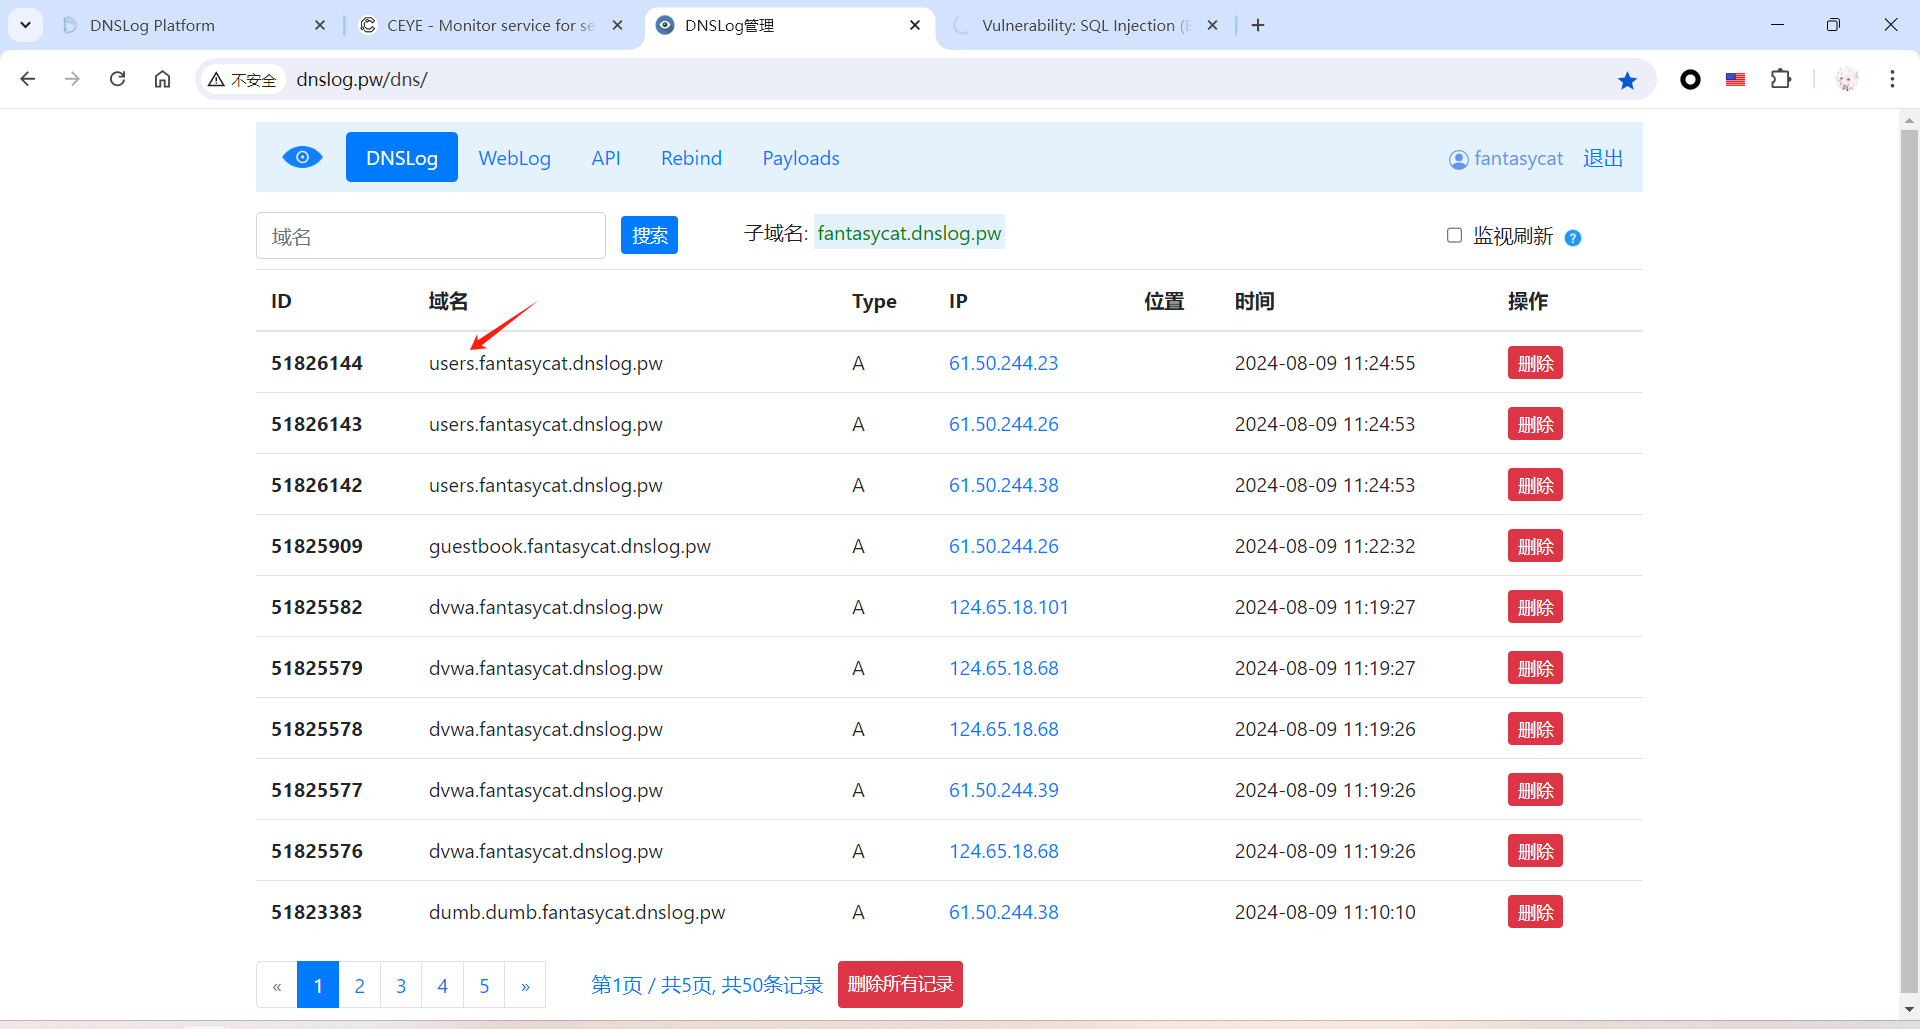 DNSLog Platform
CEYE - Monitor service for se
DNSLog管理
Vulnerability: SQL Injection (
不安全
dnslog.pw/dns/
DNSLog
WebLog
API
Rebind
Payloads
fantasycat
退出
域名
搜索
子域名: fantasycat.dnslog.pw
监视刷新
?
ID 域名 Type IP 位置 时间 操作
51826144 users.fantasycat.dnslog.pw A 61.50.244.23 2024-08-09 11:24:55 删除
51826143 users.fantasycat.dnslog.pw A 61.50.244.26 2024-08-09 11:24:53 删除
51826142 users.fantasycat.dnslog.pw A 61.50.244.38 2024-08-09 11:24:53 删除
51825909 guestbook.fantasycat.dnslog.pw A 61.50.244.26 2024-08-09 11:22:32 删除
51825582 dvwa.fantasycat.dnslog.pw A 124.65.18.101 2024-08-09 11:19:27 删除
51825579 dvwa.fantasycat.dnslog.pw A 124.65.18.68 2024-08-09 11:19:27 删除
51825578 dvwa.fantasycat.dnslog.pw A 124.65.18.68 2024-08-09 11:19:26 删除
51825577 dvwa.fantasycat.dnslog.pw A 61.50.244.39 2024-08-09 11:19:26 删除
51825576 dvwa.fantasycat.dnslog.pw A 124.65.18.68 2024-08-09 11:19:26 删除
51823383 dumb.dumb.fantasycat.dnslog.pw A 61.50.244.38 2024-08-09 11:10:10 删除
« 1 2 3 4 5 » 第1页 / 共5页, 共50条记录 删除所有记录